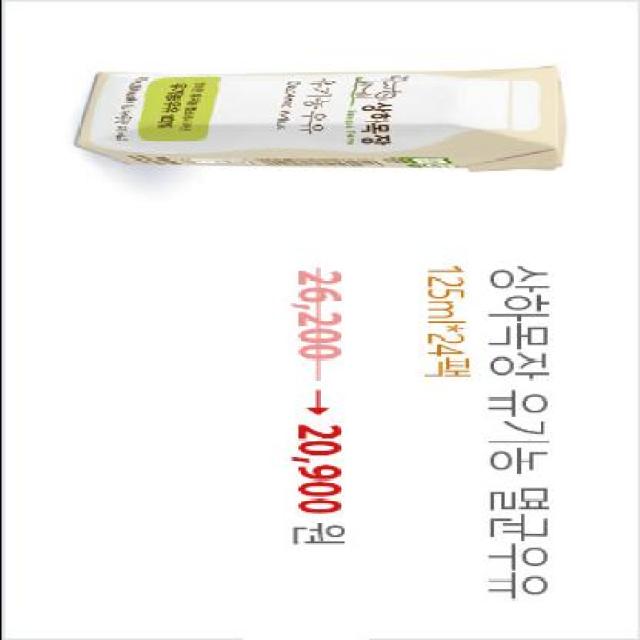 상하목장 유기농 멸균우유
125ml*24팩
26,200 → 20,900 원
상하목장
유기농 우유
ORGANIC MILK